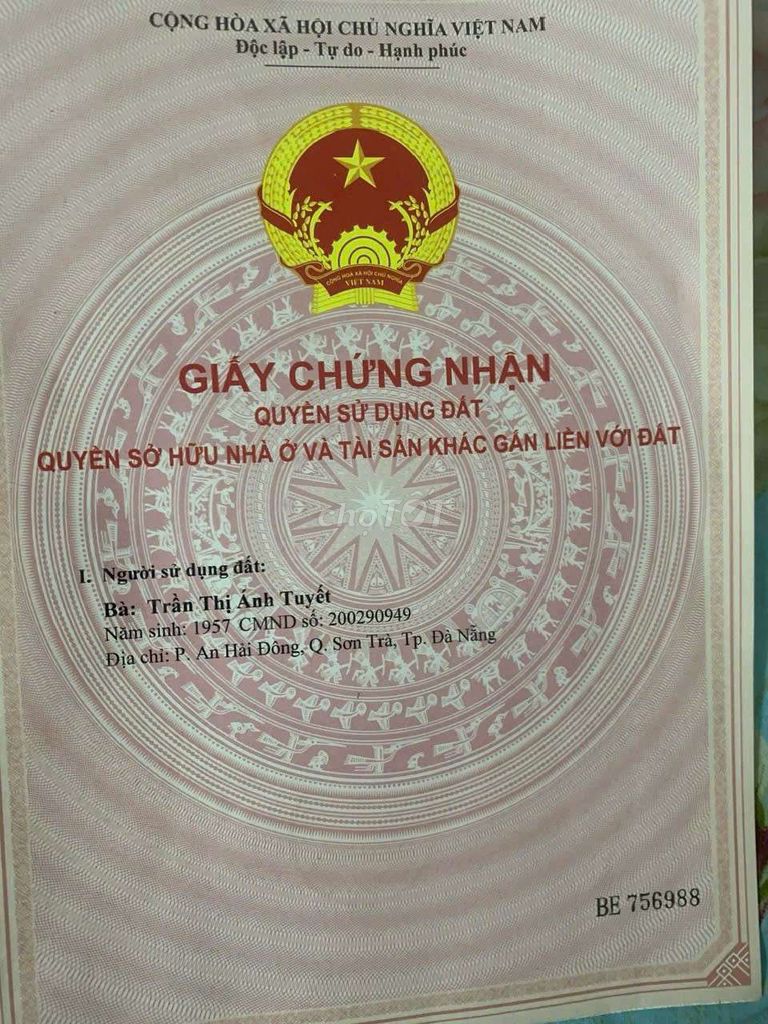 CỘNG HÒA XÃ HỘI CHỦ NGHĨA VIỆT NAM
Độc lập - Tự do - Hạnh phúc
CỘNG HÒA XÃ HỘI CHỦ NGHĨA
VIỆT NAM
GIẤY CHỨNG NHẬN
QUYỀN SỬ DỤNG ĐẤT
QUYỀN SỞ HỮU NHÀ Ở VÀ TÀI SẢN KHÁC GẮN LIỀN VỚI ĐẤT
chợTỐT
I. Người sử dụng đất:
Bà: Trần Thị Ánh Tuyết
Năm sinh: 1957 CMND số: 200290949
Địa chỉ: P. An Hải Đông, Q. Sơn Trà, Tp. Đà Nẵng
BE 756988